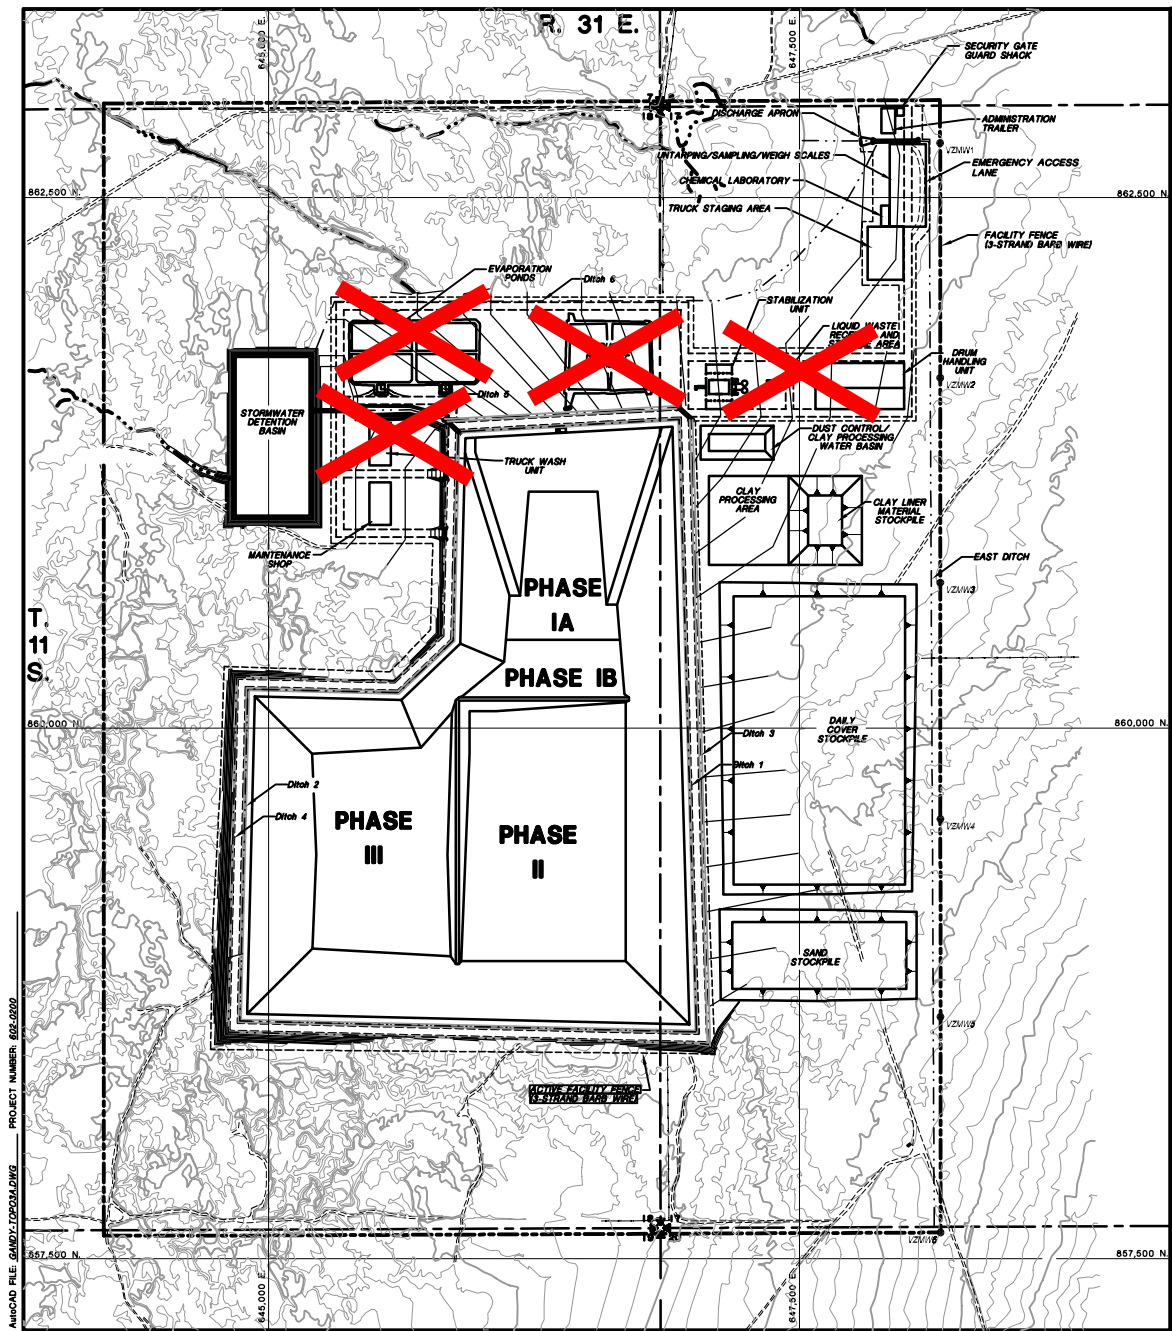 R. 31 E.
645,000 E.
647,500 E.
SECURITY GATE
GUARD SHACK
DISCHARGE APRON
ADMINISTRATION
TRAILER
VZMW1
UNTARPING/SAMPLING/WEIGH SCALES
EMERGENCY ACCESS
LANE
CHEMICAL LABORATORY
862,500 N.
862,500 N.
TRUCK STAGING AREA
FACILITY FENCE
(3-STRAND BARB WIRE)
EVAPORATION
PONDS
Ditch 6
STABILIZATION
UNIT
LIQUID WASTE
AND
AREA
DRUM
HANDLING
UNIT
VZMW2
Ditch 5
STORMWATER
DETENTION
BASIN
DUST CONTROL/
CLAY PROCESSING
WATER BASIN
TRUCK WASH
UNIT
CLAY
PROCESSING
AREA
CLAY LINER
MATERIAL
STOCKPILE
MAINTENANCE
SHOP
EAST DITCH
VZMW3
PHASE
IA
T.
11
S.
PHASE IB
860,000 N.
860,000 N.
DAILY
COVER
STOCKPILE
Ditch 3
Ditch 1
Ditch 2
Ditch 4
PHASE
III
PHASE
II
VZMW4
SAND
STOCKPILE
VZMW5
ACTIVE FACILITY FENCE
(3-STRAND BARB WIRE)
VZMW6
857,500 N.
857,500 N.
645,000 E.
647,500 E.
AutoCAD FILE: GANDY-TOPO3A.DWG PROJECT NUMBER: 602-0200